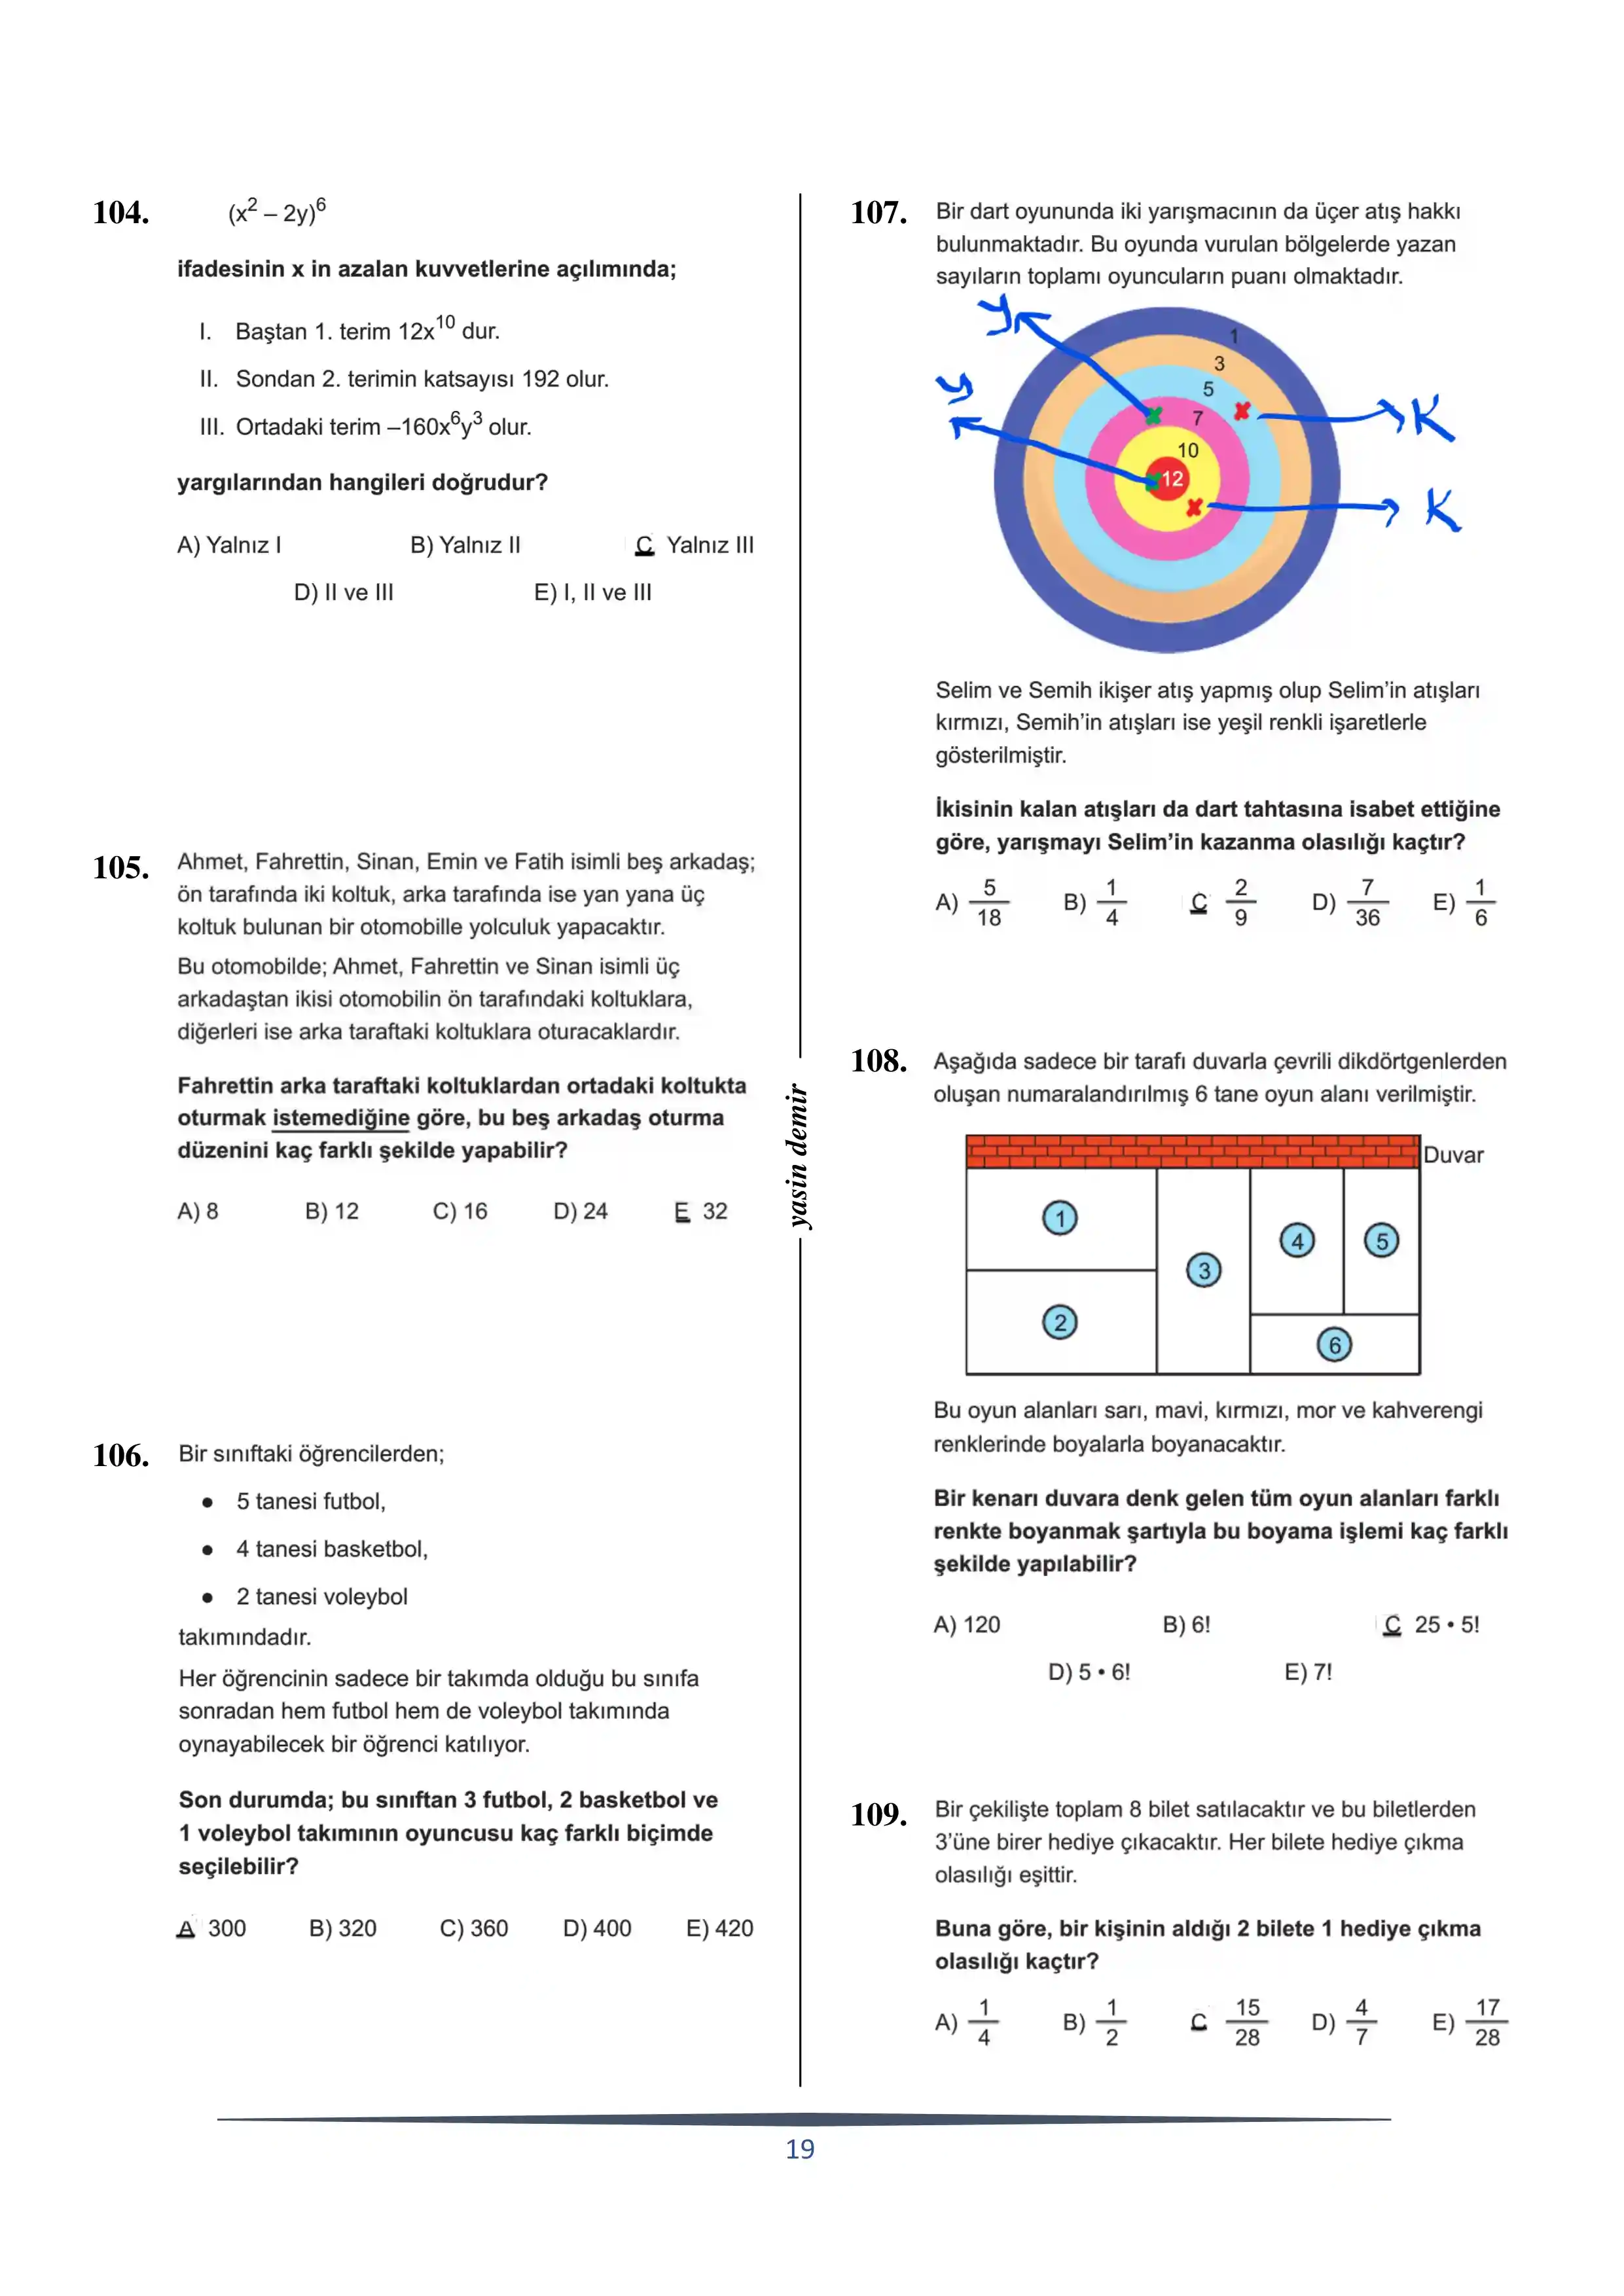 104. (x² – 2y)⁶
ifadesinin x in azalan kuvvetlerine açılımında;
I. Baştan 1. terim 12x¹⁰ dur.
II. Sondan 2. terimin katsayısı 192 olur.
III. Ortadaki terim –160x⁶y³ olur.
yargılarından hangileri doğrudur?
A) Yalnız I B) Yalnız II C Yalnız III
D) II ve III E) I, II ve III
105. Ahmet, Fahrettin, Sinan, Emin ve Fatih isimli beş arkadaş;
ön tarafında iki koltuk, arka tarafında ise yan yana üç
koltuk bulunan bir otomobille yolculuk yapacaktır.
Bu otomobilde; Ahmet, Fahrettin ve Sinan isimli üç
arkadaştan ikisi otomobilin ön tarafındaki koltuklara,
diğerleri ise arka taraftaki koltuklara oturacaklardır.
Fahrettin arka taraftaki koltuklardan ortadaki koltukta
oturmak istemediğine göre, bu beş arkadaş oturma
düzenini kaç farklı şekilde yapabilir?
A) 8 B) 12 C) 16 D) 24 E 32
106. Bir sınıftaki öğrencilerden;
● 5 tanesi futbol,
● 4 tanesi basketbol,
● 2 tanesi voleybol
takımındadır.
Her öğrencinin sadece bir takımda olduğu bu sınıfa
sonradan hem futbol hem de voleybol takımında
oynayabilecek bir öğrenci katılıyor.
Son durumda; bu sınıftan 3 futbol, 2 basketbol ve
1 voleybol takımının oyuncusu kaç farklı biçimde
seçilebilir?
A 300 B) 320 C) 360 D) 400 E) 420
yasin demir
107. Bir dart oyununda iki yarışmacının da üçer atış hakkı
bulunmaktadır. Bu oyunda vurulan bölgelerde yazan
sayıların toplamı oyuncuların puanı olmaktadır.
y
1
3
y
5
7
K
10
12
K
Selim ve Semih ikişer atış yapmış olup Selim'in atışları
kırmızı, Semih'in atışları ise yeşil renkli işaretlerle
gösterilmiştir.
İkisinin kalan atışları da dart tahtasına isabet ettiğine
göre, yarışmayı Selim'in kazanma olasılığı kaçtır?
A) 5/18 B) 1/4 C 2/9 D) 7/36 E) 1/6
108. Aşağıda sadece bir tarafı duvarla çevrili dikdörtgenlerden
oluşan numaralandırılmış 6 tane oyun alanı verilmiştir.
Duvar
1
4
5
3
2
6
Bu oyun alanları sarı, mavi, kırmızı, mor ve kahverengi
renklerinde boyalarla boyanacaktır.
Bir kenarı duvara denk gelen tüm oyun alanları farklı
renkte boyanmak şartıyla bu boyama işlemi kaç farklı
şekilde yapılabilir?
A) 120 B) 6! C 25 • 5!
D) 5 • 6! E) 7!
109. Bir çekilişte toplam 8 bilet satılacaktır ve bu biletlerden
3'üne birer hediye çıkacaktır. Her bilete hediye çıkma
olasılığı eşittir.
Buna göre, bir kişinin aldığı 2 bilete 1 hediye çıkma
olasılığı kaçtır?
A) 1/4 B) 1/2 C 15/28 D) 4/7 E) 17/28
19